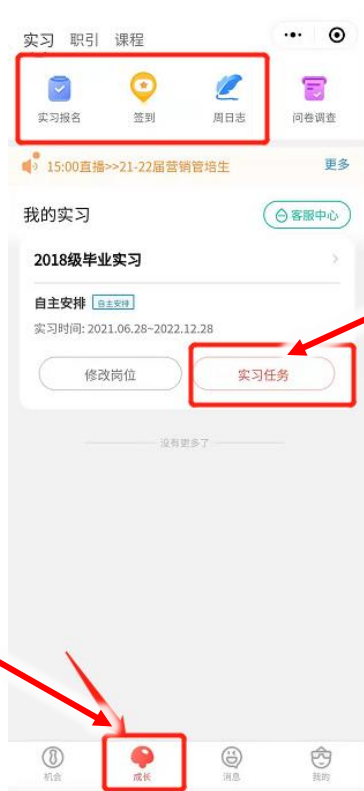 实习 职引 课程
实习报名 签到 周日志 问卷调查
15:00直播>>21-22届营销管培生 更多
我的实习 客服中心
2018级毕业实习
自主安排 自主安排
实习时间: 2021.06.28~2022.12.28
修改岗位 实习任务
没有更多了
机会 成长 消息 我的